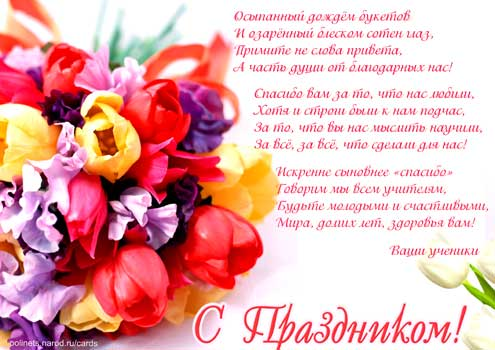 Осыпанный дождём букетов
И озарённый блеском сотен глаз,
Примите не слова привета,
А часть души от благодарных нас!
Спасибо вам за то, что нас любили,
Хотя и строги были к нам подчас,
За то, что вы нас мыслить научили,
За всё, за всё, что сделали для нас!
Искренне сыновнее «спасибо»
Говорим мы всем учителям,
Будьте молодыми и счастливыми,
Мира, долгих лет, здоровья вам!
Ваши ученики
С Праздником!
polinets.narod.ru/cards